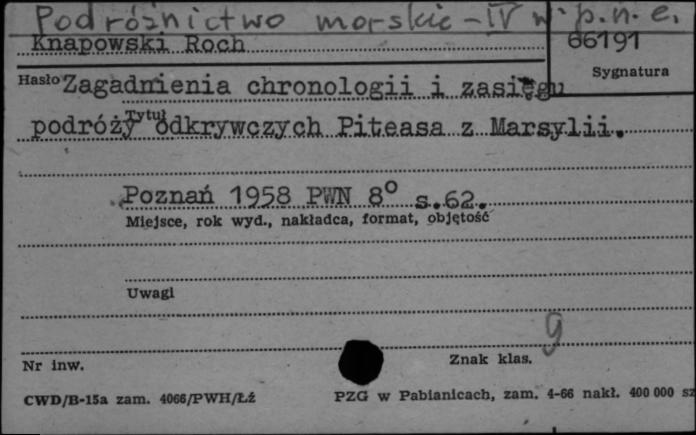 Podróżnictwo morskie - IV w. p.n.e.
Knapowski Roch 66191
Sygnatura
Hasło Zagadnienia chronologii i zasięgu
Tytuł
podróży odkrywczych Piteasa z Marsylii.
Poznań 1958 PWN 8° s.62.
Miejsce, rok wyd., nakładca, format, objętość
Uwagi
g
Nr inw. Znak klas.
CWD/B-15a zam. 4066/PWH/Łź PZG w Pabianicach, zam. 4-66 nakł. 400 000 sz